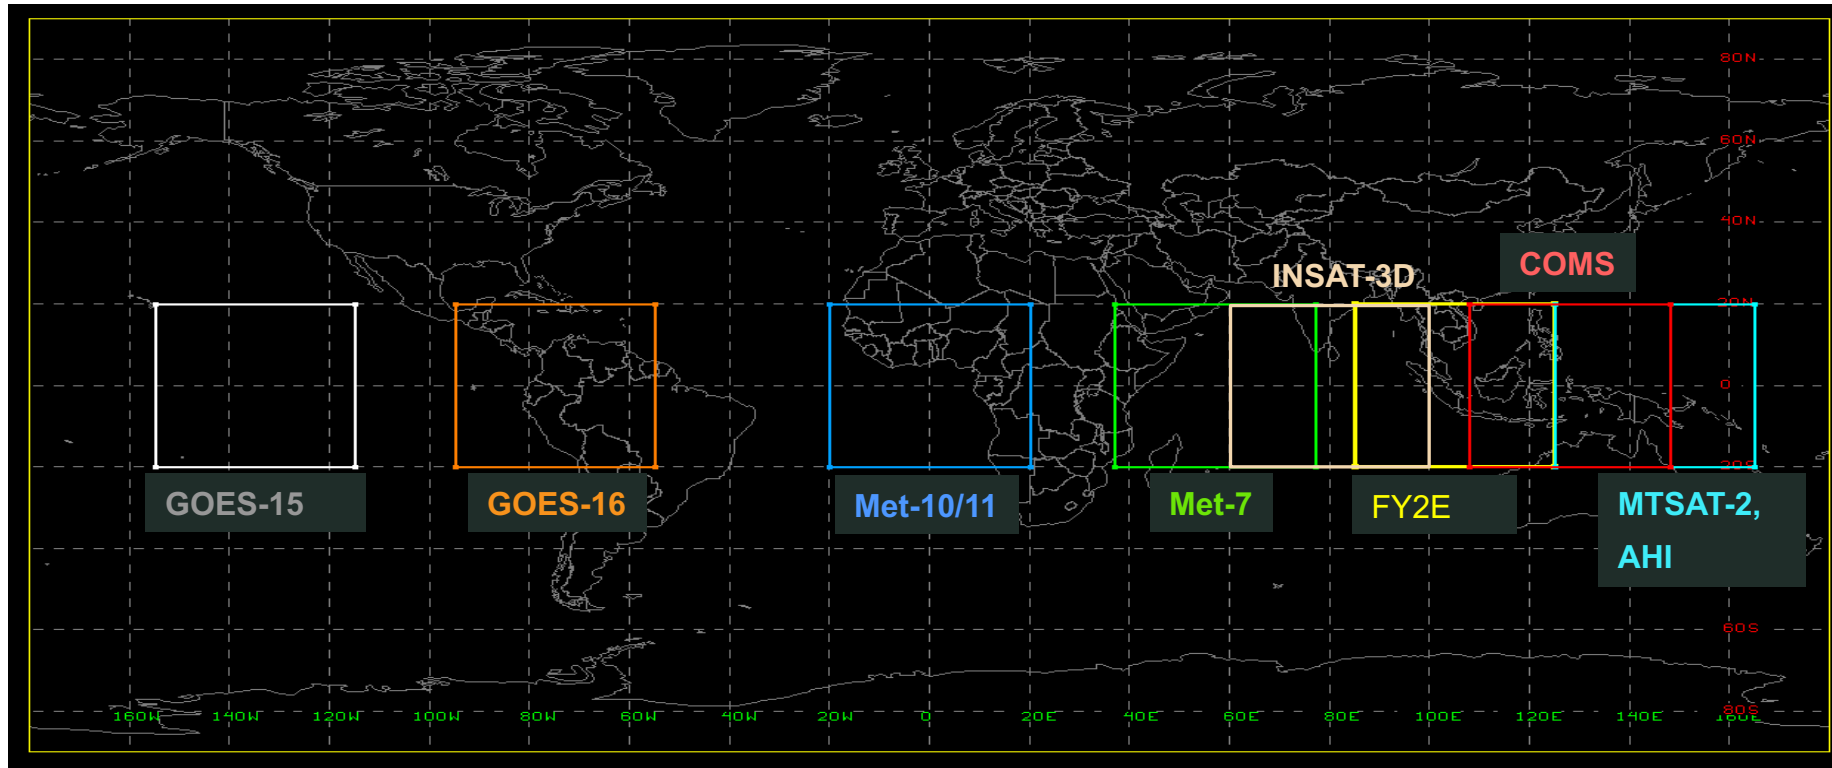 80N
60N
40N
COMS
INSAT-3D
20N
0
20S
GOES-15
GOES-16
Met-10/11
Met-7
FY2E
MTSAT-2,
AHI
60S
80S
160W 140W 120W 100W 80W 60W 40W 20W 0 20E 40E 60E 80E 100E 120E 140E 160E